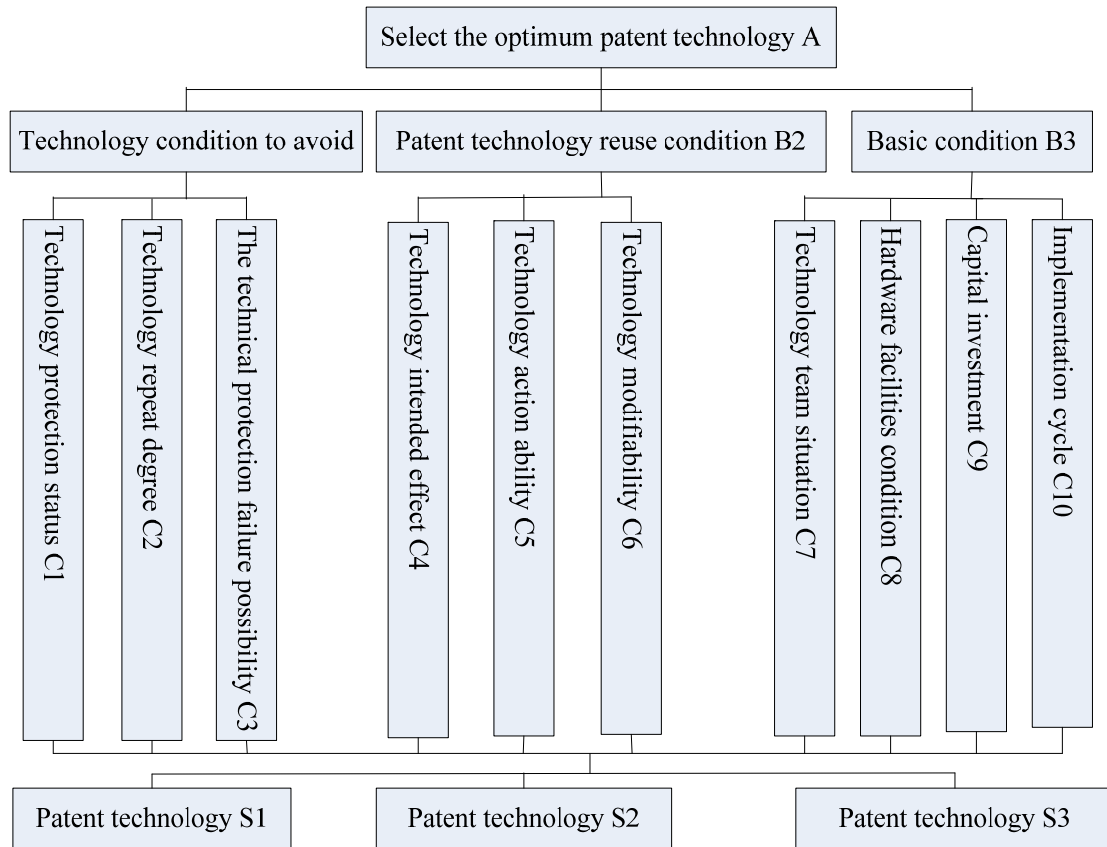 Select the optimum patent technology A
Technology condition to avoid
Patent technology reuse condition B2
Basic condition B3
Technology protection status C1
Technology repeat degree C2
The technical protection failure possibility C3
Technology intended effect C4
Technology action ability C5
Technology modifiability C6
Technology team situation C7
Hardware facilities condition C8
Capital investment C9
Implementation cycle C10
Patent technology S1
Patent technology S2
Patent technology S3